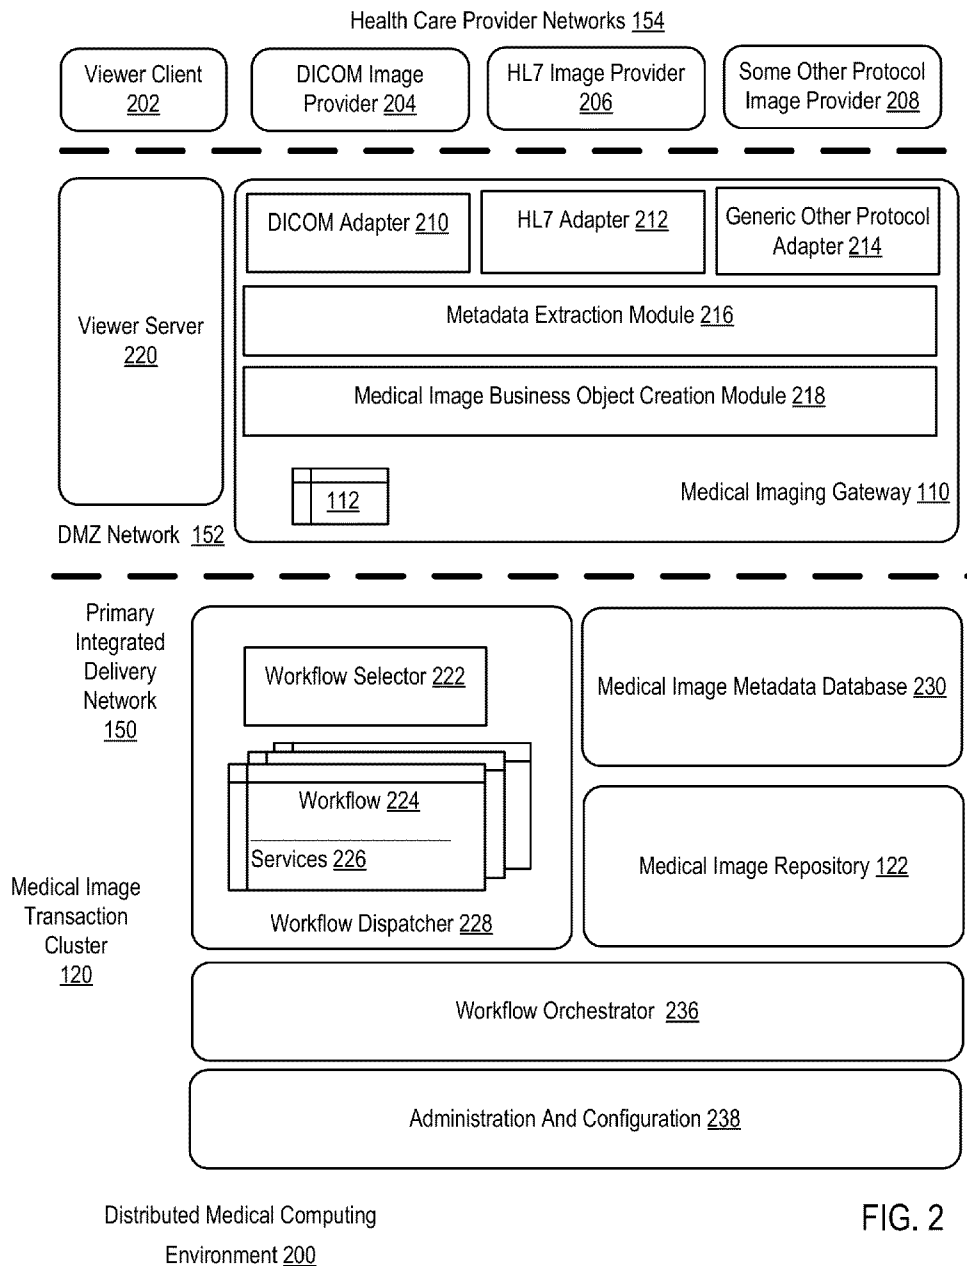 Health Care Provider Networks 154
Viewer Client
202
DICOM Image
Provider 204
HL7 Image Provider
206
Some Other Protocol
Image Provider 208
Viewer Server
220
DICOM Adapter 210
HL7 Adapter 212
Generic Other Protocol
Adapter 214
Metadata Extraction Module 216
Medical Image Business Object Creation Module 218
112
Medical Imaging Gateway 110
DMZ Network 152
Primary
Integrated
Delivery
Network
150
Workflow Selector 222
Workflow 224
Services 226
Workflow Dispatcher 228
Medical Image Metadata Database 230
Medical Image Repository 122
Medical Image
Transaction
Cluster
120
Workflow Orchestrator 236
Administration And Configuration 238
Distributed Medical Computing
Environment 200
FIG. 2